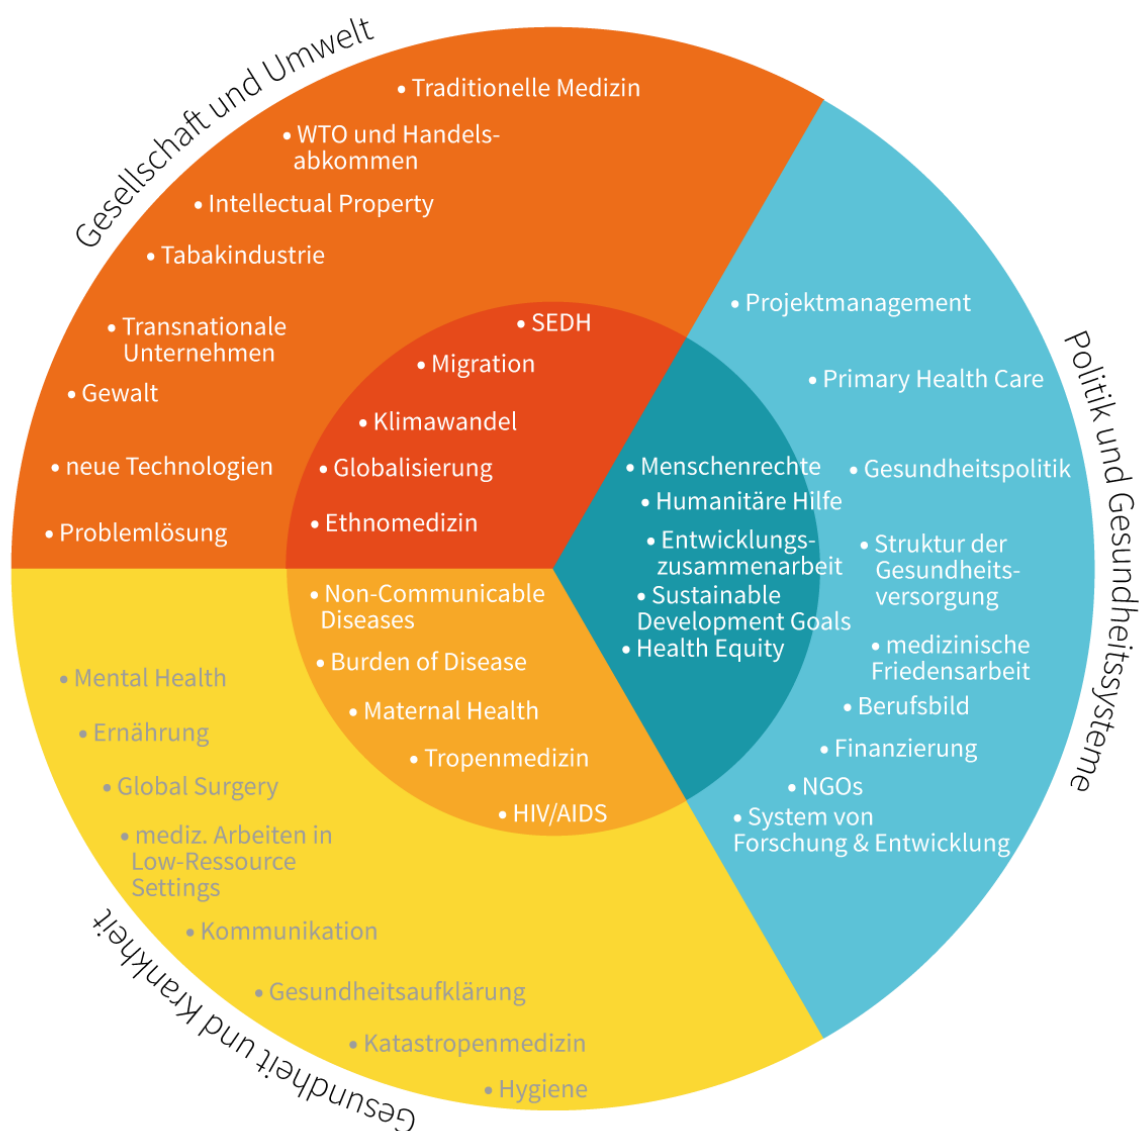 Gesellschaft und Umwelt
• Traditionelle Medizin
• WTO und Handels-
abkommen
• Intellectual Property
• Tabakindustrie
• Transnationale
Unternehmen
• Gewalt
• neue Technologien
• Problemlösung
• SEDH
• Migration
• Klimawandel
• Globalisierung
• Ethnomedizin
Politik und Gesundheitssysteme
• Projektmanagement
• Primary Health Care
• Gesundheitspolitik
• Struktur der
Gesundheits-
versorgung
• medizinische
Friedensarbeit
• Berufsbild
• Finanzierung
• NGOs
• System von
Forschung & Entwicklung
• Menschenrechte
• Humanitäre Hilfe
• Entwicklungs-
zusammenarbeit
• Sustainable
Development Goals
• Health Equity
• Non-Communicable
Diseases
• Burden of Disease
• Maternal Health
• Tropenmedizin
• HIV/AIDS
• Mental Health
• Ernährung
• Global Surgery
• mediz. Arbeiten in
Low-Ressource
Settings
• Kommunikation
• Gesundheitsaufklärung
• Katastropenmedizin
• Hygiene
Gesundheit und Krankheit